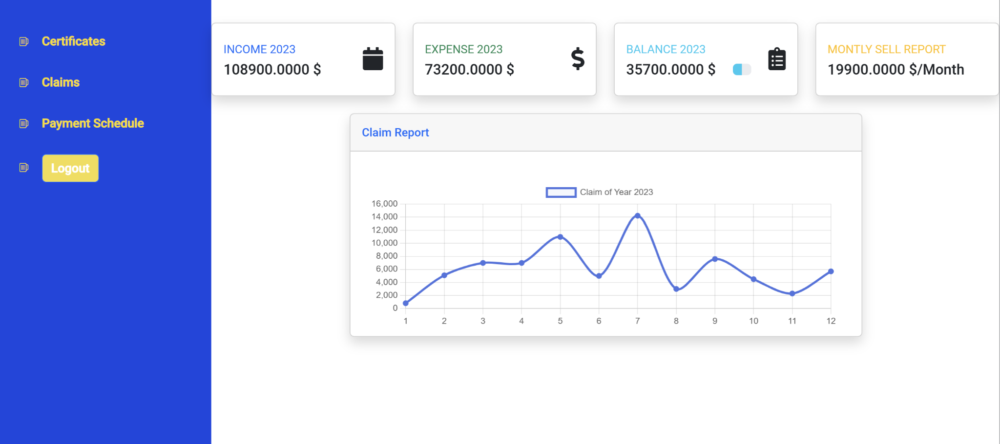 Certificates
Claims
Payment Schedule
Logout
INCOME 2023
108900.0000 $
EXPENSE 2023
73200.0000 $
BALANCE 2023
35700.0000 $
MONTLY SELL REPORT
19900.0000 $/Month
Claim Report
Claim of Year 2023
16,000
14,000
12,000
10,000
8,000
6,000
4,000
2,000
0
1 2 3 4 5 6 7 8 9 10 11 12